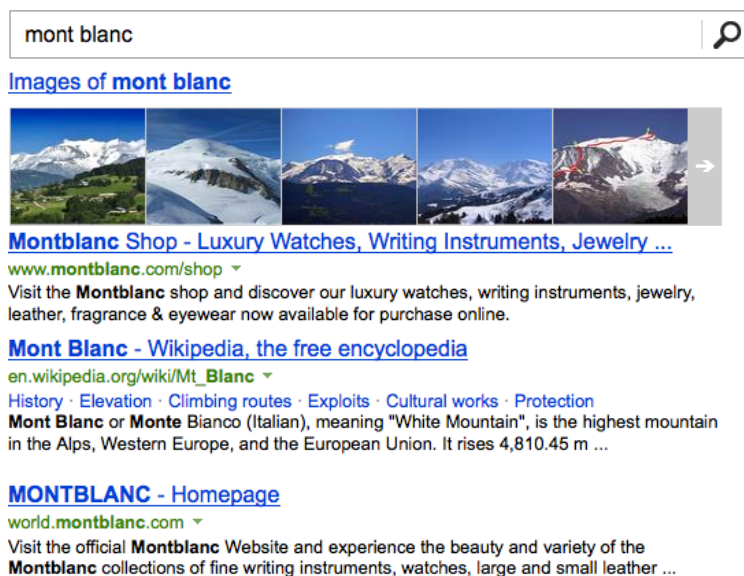 mont blanc
Images of mont blanc
Montblanc Shop - Luxury Watches, Writing Instruments, Jewelry ...
www.montblanc.com/shop
Visit the Montblanc shop and discover our luxury watches, writing instruments, jewelry,
leather, fragrance & eyewear now available for purchase online.
Mont Blanc - Wikipedia, the free encyclopedia
en.wikipedia.org/wiki/Mt_Blanc
History · Elevation · Climbing routes · Exploits · Cultural works · Protection
Mont Blanc or Monte Bianco (Italian), meaning "White Mountain", is the highest mountain
in the Alps, Western Europe, and the European Union. It rises 4,810.45 m ...
MONTBLANC - Homepage
world.montblanc.com
Visit the official Montblanc Website and experience the beauty and variety of the
Montblanc collections of fine writing instruments, watches, large and small leather ...